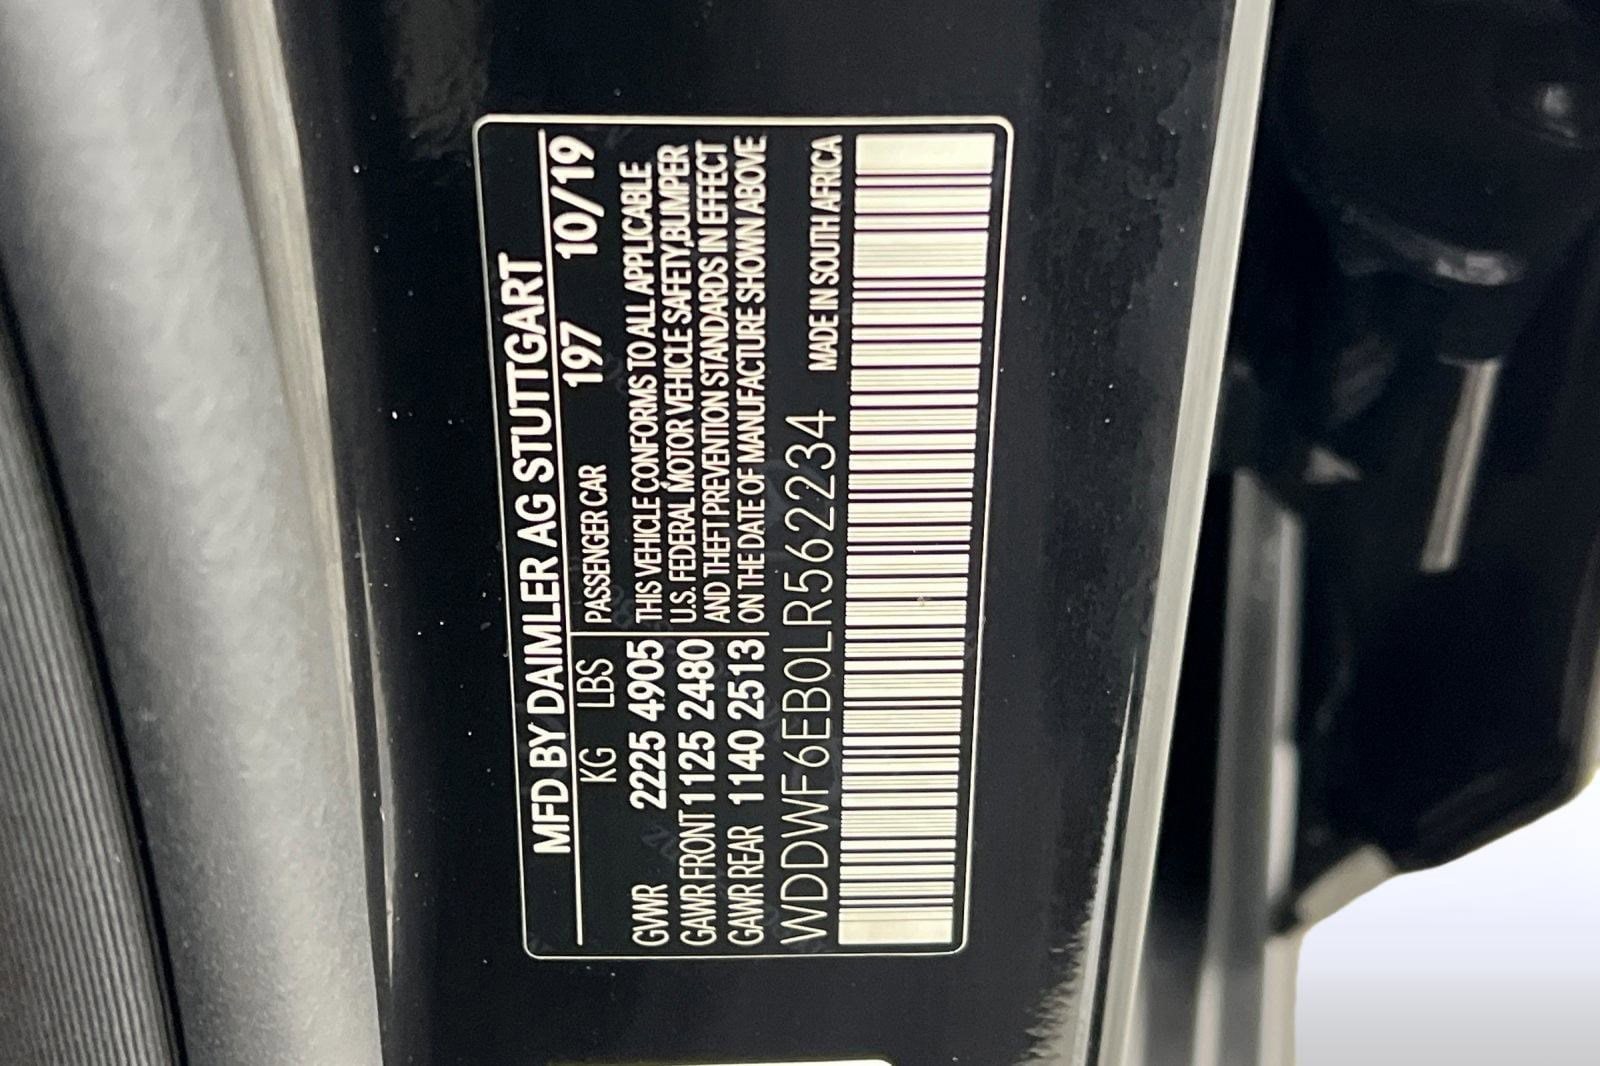 MFD BY DAIMLER AG STUTTGART
197 10/19
KG LBS PASSENGER CAR
GVWR 2225 4905 THIS VEHICLE CONFORMS TO ALL APPLICABLE
GAWR FRONT 1125 2480 U.S. FEDERAL MOTOR VEHICLE SAFETY,BUMPER
GAWR REAR 1140 2513 AND THEFT PREVENTION STANDARDS IN EFFECT
ON THE DATE OF MANUFACTURE SHOWN ABOVE
WDDWF6EB0LR562234 MADE IN SOUTH AFRICA